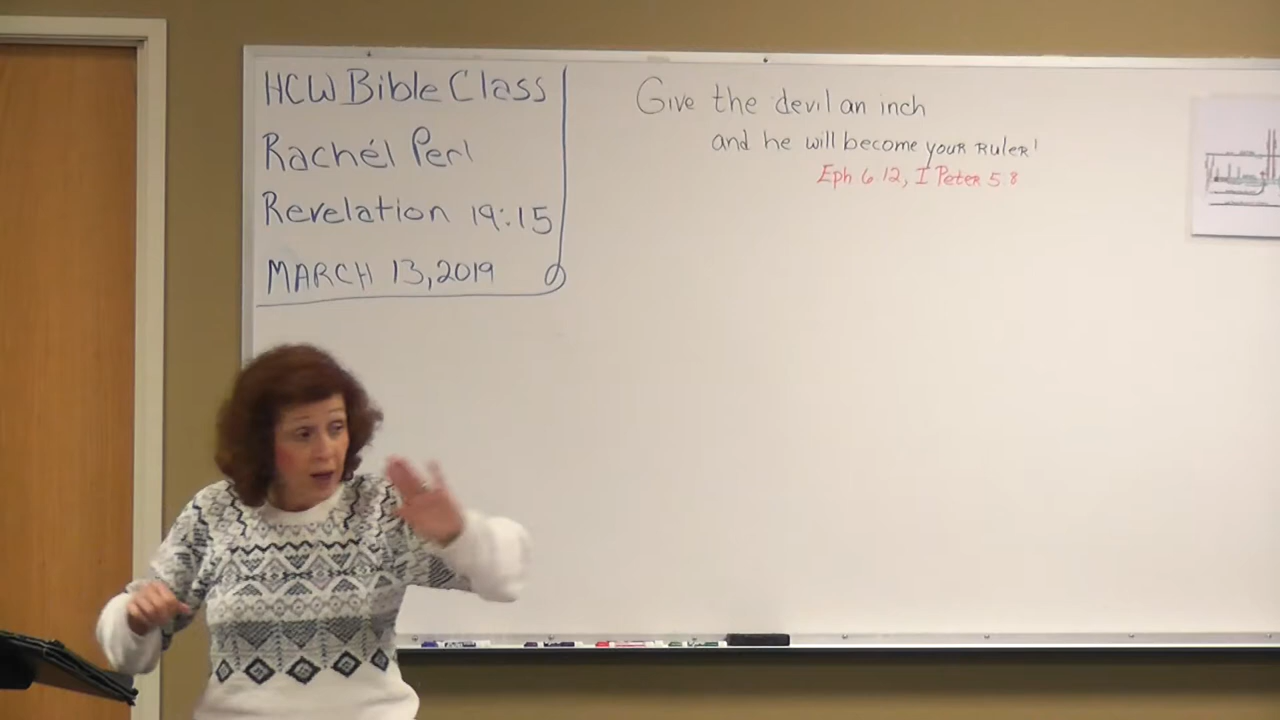 HCW Bible Class
Rachél Perl
Revelation 19:15
MARCH 13, 2019
Give the devil an inch
and he will become your Ruler!
Eph 6 12, I Peter 5 8